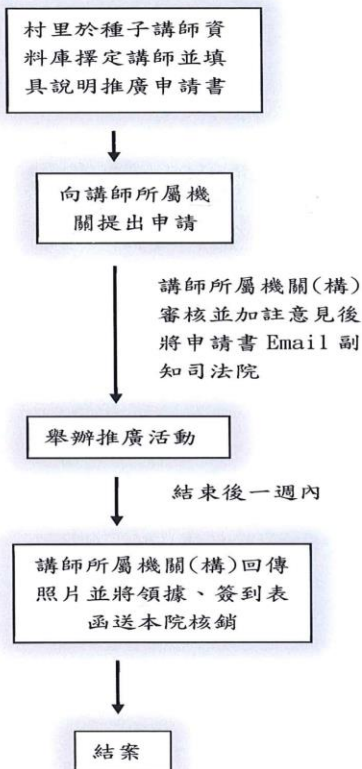 村里於種子講師資
料庫擇定講師並填
具說明推廣申請書
向講師所屬機
關提出申請
講師所屬機關(構)
審核並加註意見後
將申請書 Email 副
知司法院
舉辦推廣活動
結束後一週內
講師所屬機關(構)回傳
照片並將領據、簽到表
函送本院核銷
結案